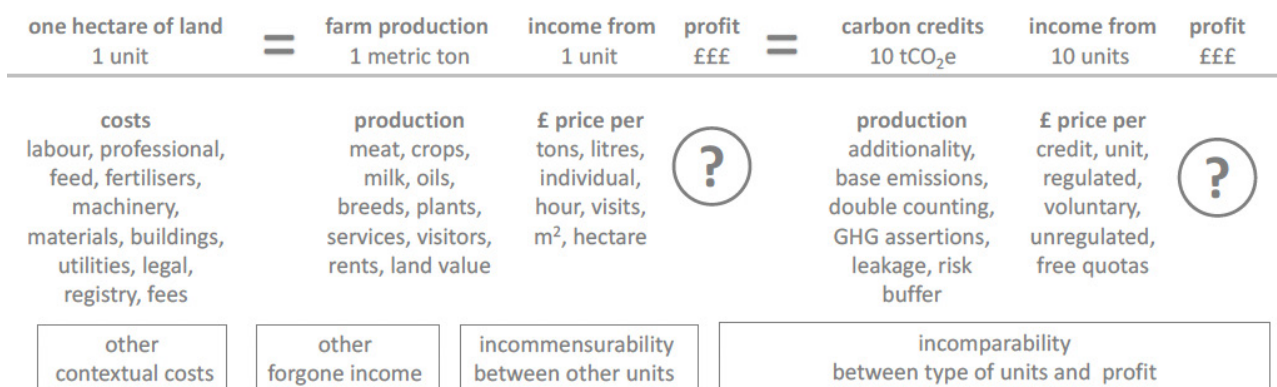 one hectare of land
1 unit
=
farm production
1 metric ton
income from
1 unit
profit
£££
=
carbon credits
10 tCO₂e
income from
10 units
profit
£££
costs
labour, professional,
feed, fertilisers,
machinery,
materials, buildings,
utilities, legal,
registry, fees
production
meat, crops,
milk, oils,
breeds, plants,
services, visitors,
rents, land value
£ price per
tons, litres,
individual,
hour, visits,
m², hectare
?
production
additionality,
base emissions,
double counting,
GHG assertions,
leakage, risk
buffer
£ price per
credit, unit,
regulated,
voluntary,
unregulated,
free quotas
?
other
contextual costs
other
forgone income
incommensurability
between other units
incomparability
between type of units and profit